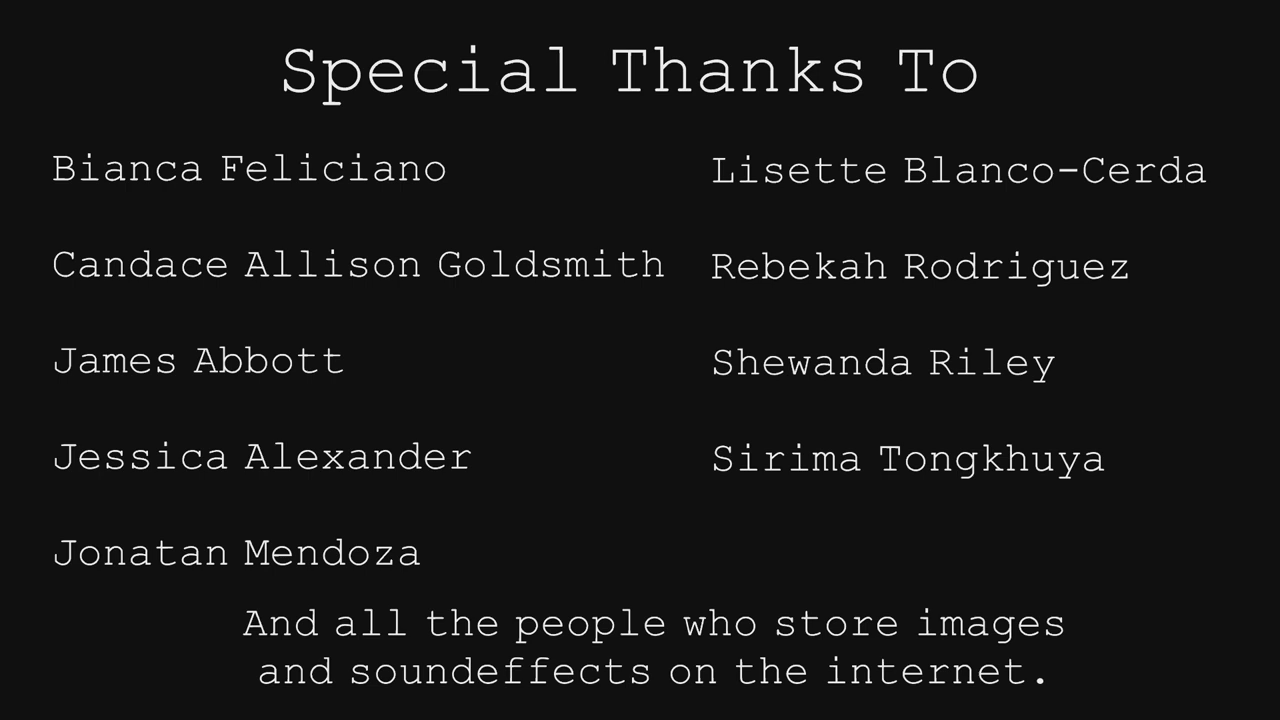 Special Thanks To
Bianca Feliciano
Candace Allison Goldsmith
James Abbott
Jessica Alexander
Jonatan Mendoza
Lisette Blanco-Cerda
Rebekah Rodriguez
Shewanda Riley
Sirima Tongkhuya
And all the people who store images
and soundeffects on the internet.